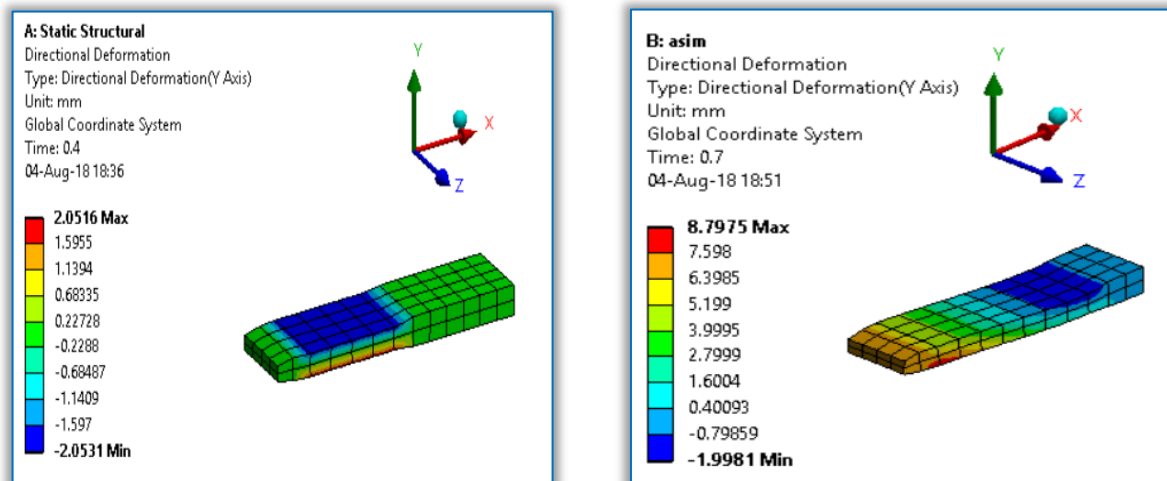 A: Static Structural
Directional Deformation
Type: Directional Deformation(Y Axis)
Unit: mm
Global Coordinate System
Time: 0.4
04-Aug-18 18:36
Y
X
Z
2.0516 Max
1.5955
1.1394
0.68335
0.22728
-0.2288
-0.68487
-1.1409
-1.597
-2.0531 Min
B: asim
Directional Deformation
Type: Directional Deformation(Y Axis)
Unit: mm
Global Coordinate System
Time: 0.7
04-Aug-18 18:51
Y
X
Z
8.7975 Max
7.598
6.3985
5.199
3.9995
2.7999
1.6004
0.40093
-0.79859
-1.9981 Min